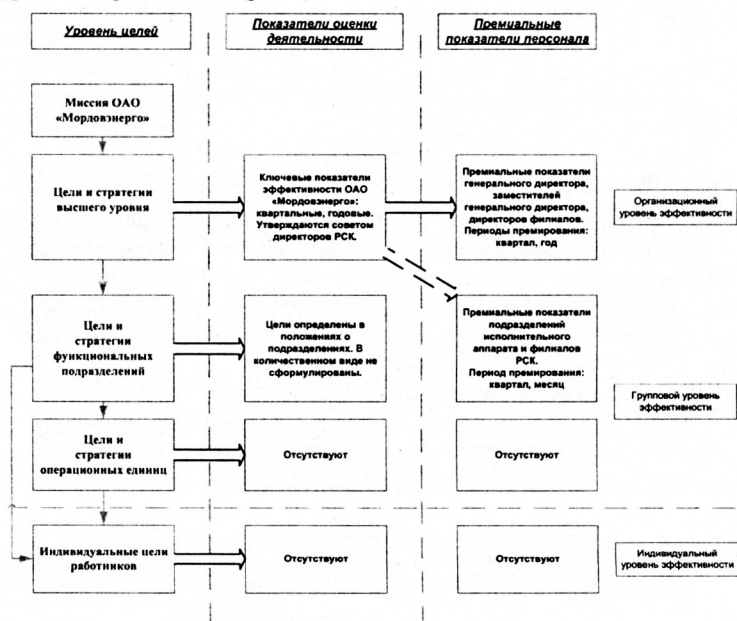 Уровень целей
Показатели оценки
деятельности
Премиальные
показатели персонала
Миссия ОАО
«Мордовэнерго»
Цели и стратегии
высшего уровня
Ключевые показатели
эффективности ОАО
«Мордовэнерго»:
квартальные, годовые.
Утверждаются советом
директоров РСК.
Премиальные показатели
генерального директора,
заместителей
генерального директора,
директоров филиалов.
Периоды премирования:
квартал, год
Организационный
уровень эффективности
Цели и
стратегии
функциональных
подразделений
Цели определены в
положениях о
подразделениях. В
количественном виде не
сформулированы.
Премиальные показатели
подразделений
исполнительного
аппарата и филиалов
РСК.
Период премирования:
квартал, месяц
Групповой уровень
эффективности
Цели и
стратегии
операционных единиц
Отсутствуют
Отсутствуют
Индивидуальные цели
работников
Отсутствуют
Отсутствуют
Индивидуальный
уровень эффективности